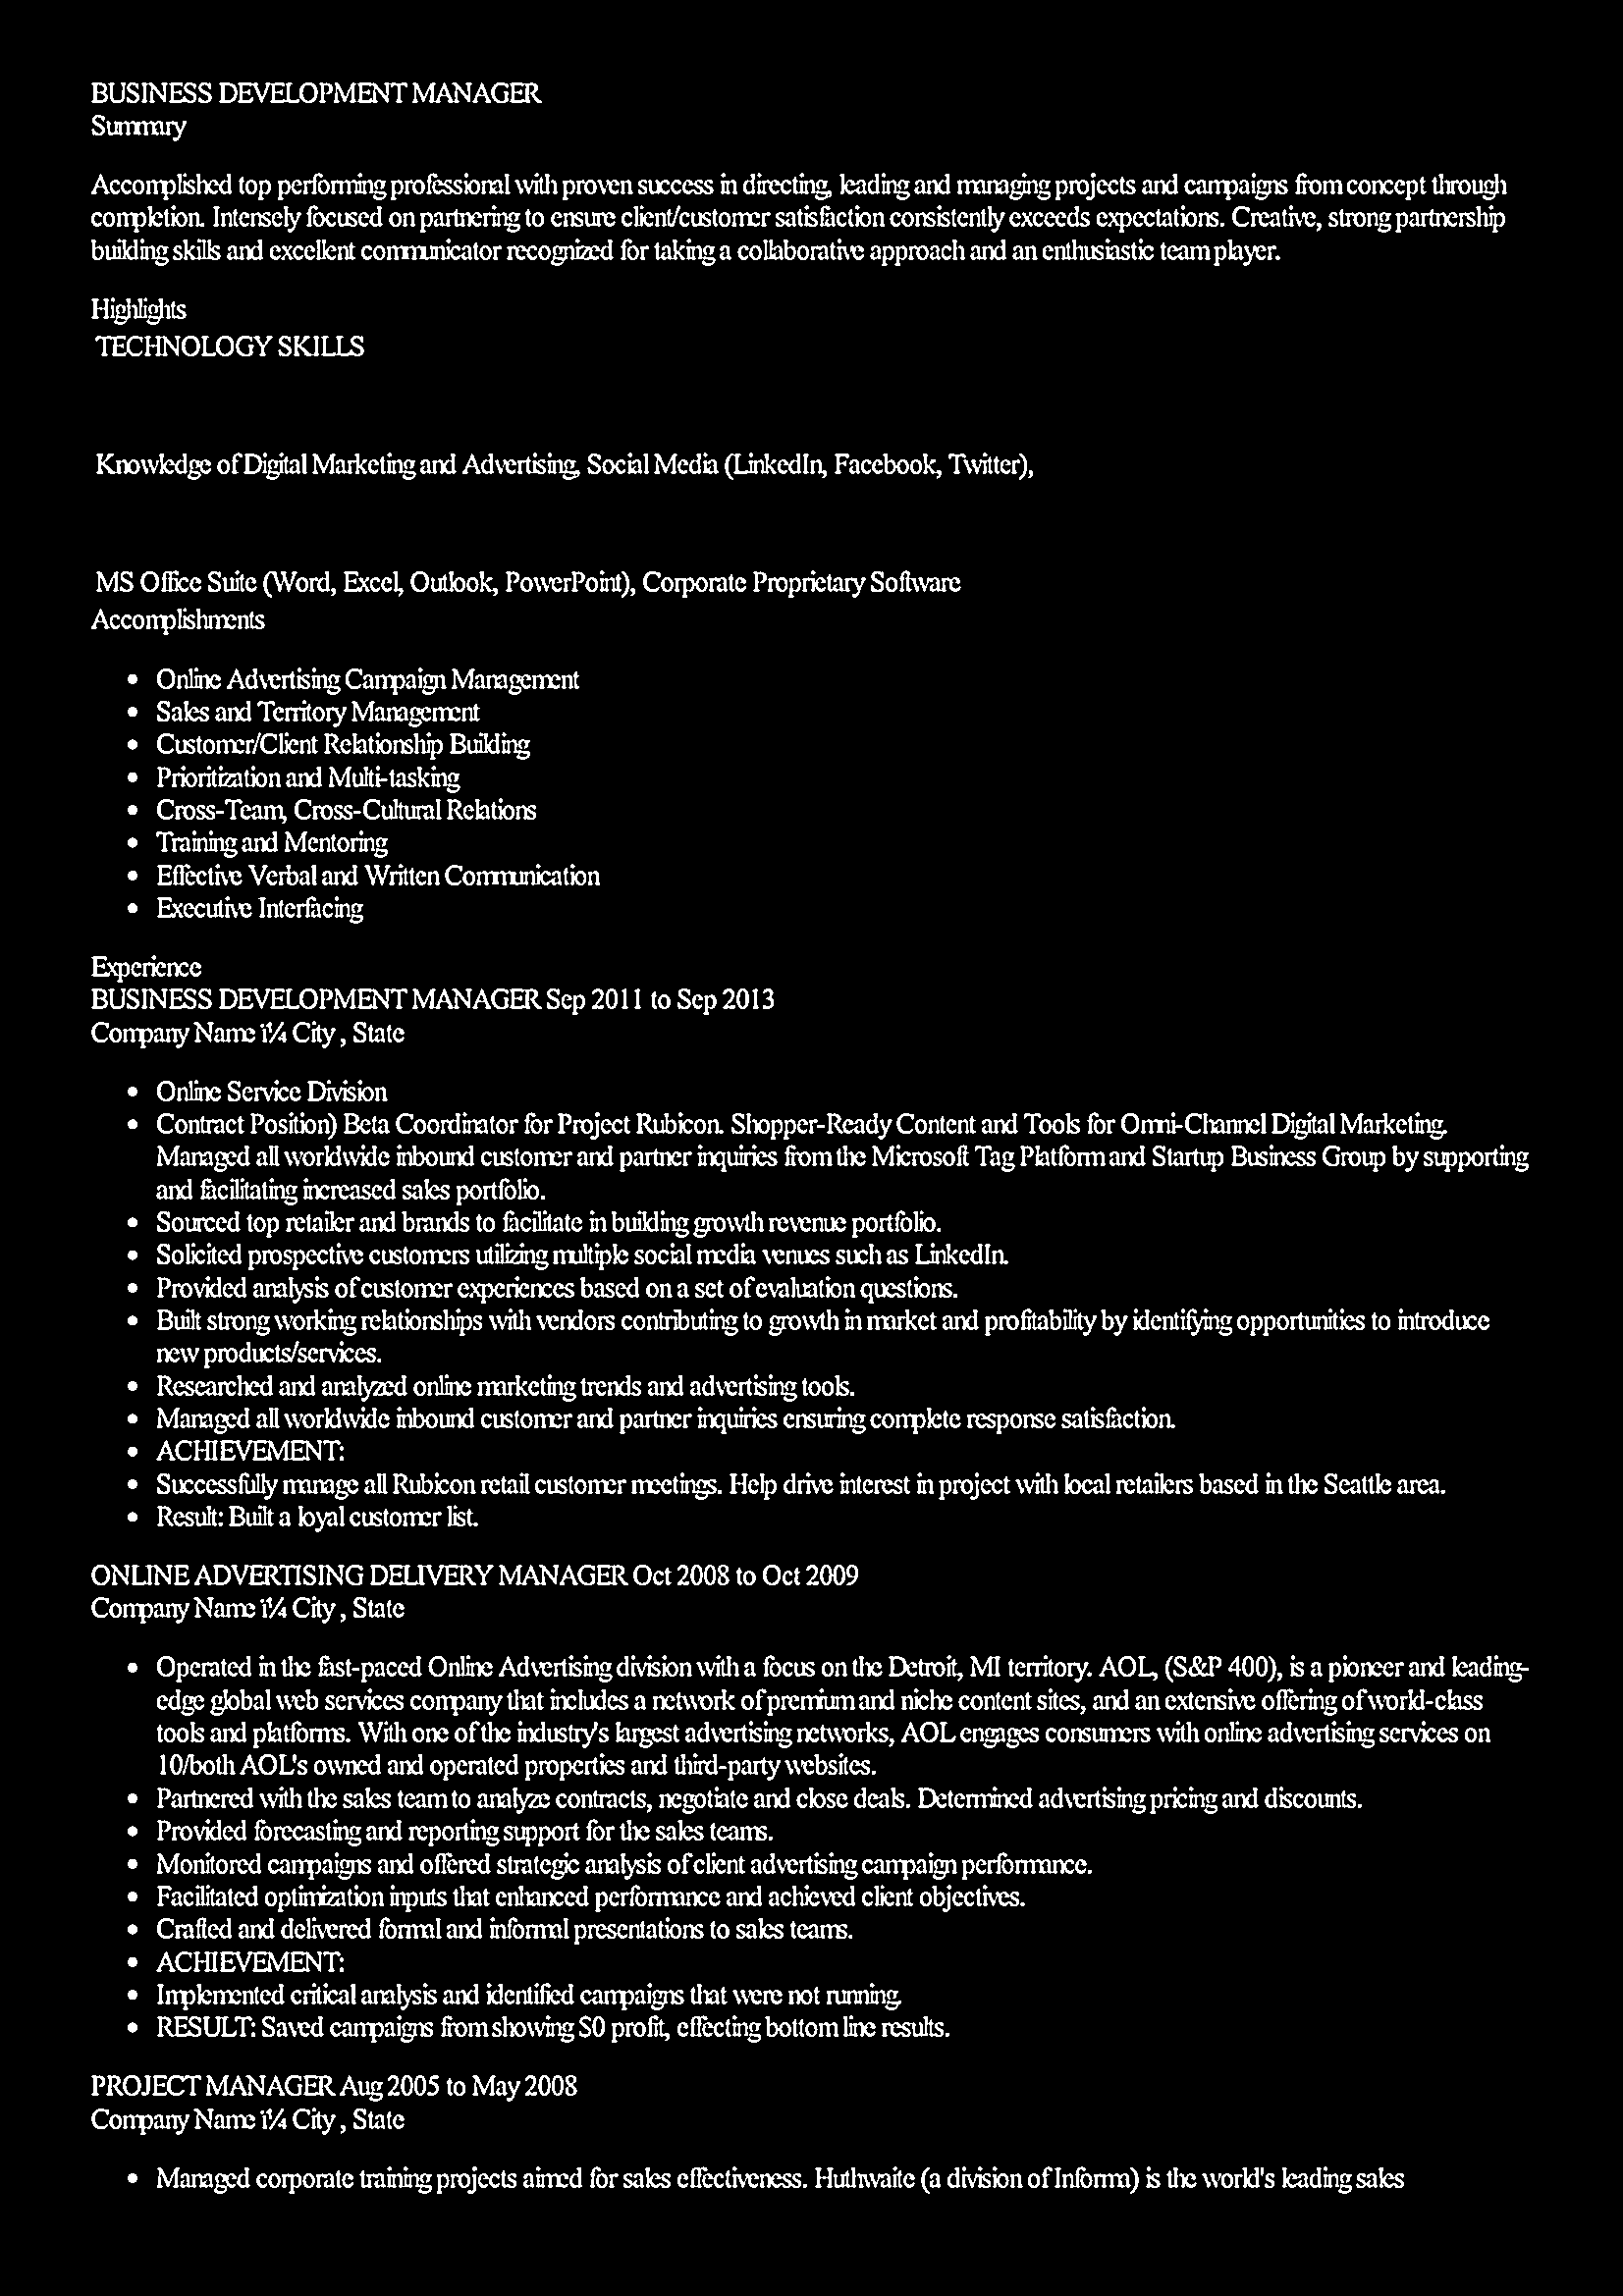 BUSINESS DEVELOPMENT MANAGER
Summary
Accomplished top performing professional with proven success in directing, leading and managing projects and campaigns from concept through
completion. Intensely focused on partnering to ensure client/customer satisfaction consistently exceeds expectations. Creative, strong partnership
building skills and excellent communicator recognized for taking a collaborative approach and an enthusiastic team player.
Highlights
TECHNOLOGY SKILLS
Knowledge of Digital Marketing and Advertising, Social Media (LinkedIn, Facebook, Twitter),
MS Office Suite (Word, Excel, Outlook, PowerPoint), Corporate Proprietary Software
Accomplishments
• Online Advertising Campaign Management
• Sales and Territory Management
• Customer/Client Relationship Building
• Prioritization and Multi-tasking
• Cross-Team, Cross-Cultural Relations
• Training and Mentoring
• Effective Verbal and Written Communication
• Executive Interfacing
Experience
BUSINESS DEVELOPMENT MANAGER Sep 2011 to Sep 2013
Company Name ï¼ City , State
• Online Service Division
• Contract Position) Beta Coordinator for Project Rubicon. Shopper-Ready Content and Tools for Omni-Channel Digital Marketing.
Managed all worldwide inbound customer and partner inquiries from the Microsoft Tag Platform and Startup Business Group by supporting
and facilitating increased sales portfolio.
• Sourced top retailer and brands to facilitate in building growth revenue portfolio.
• Solicited prospective customers utilizing multiple social media venues such as LinkedIn.
• Provided analysis of customer experiences based on a set of evaluation questions.
• Built strong working relationships with vendors contributing to growth in market and profitability by identifying opportunities to introduce
new products/services.
• Researched and analyzed online marketing trends and advertising tools.
• Managed all worldwide inbound customer and partner inquiries ensuring complete response satisfaction.
• ACHIEVEMENT:
• Successfully manage all Rubicon retail customer meetings. Help drive interest in project with local retailers based in the Seattle area.
• Result: Built a loyal customer list.
ONLINE ADVERTISING DELIVERY MANAGER Oct 2008 to Oct 2009
Company Name ï¼ City , State
• Operated in the fast-paced Online Advertising division with a focus on the Detroit, MI territory. AOL, (S&P 400), is a pioneer and leading-
edge global web services company that includes a network of premium and niche content sites, and an extensive offering of world-class
tools and platforms. With one of the industry's largest advertising networks, AOL engages consumers with online advertising services on
10/both AOL's owned and operated properties and third-party websites.
• Partnered with the sales team to analyze contracts, negotiate and close deals. Determined advertising pricing and discounts.
• Provided forecasting and reporting support for the sales teams.
• Monitored campaigns and offered strategic analysis of client advertising campaign performance.
• Facilitated optimization inputs that enhanced performance and achieved client objectives.
• Crafted and delivered formal and informal presentations to sales teams.
• ACHIEVEMENT:
• Implemented critical analysis and identified campaigns that were not running.
• RESULT: Saved campaigns from showing $0 profit, effecting bottom line results.
PROJECT MANAGER Aug 2005 to May 2008
Company Name ï¼ City , State
• Managed corporate training projects aimed for sales effectiveness. Huthwaite (a division of Informa) is the world's leading sales